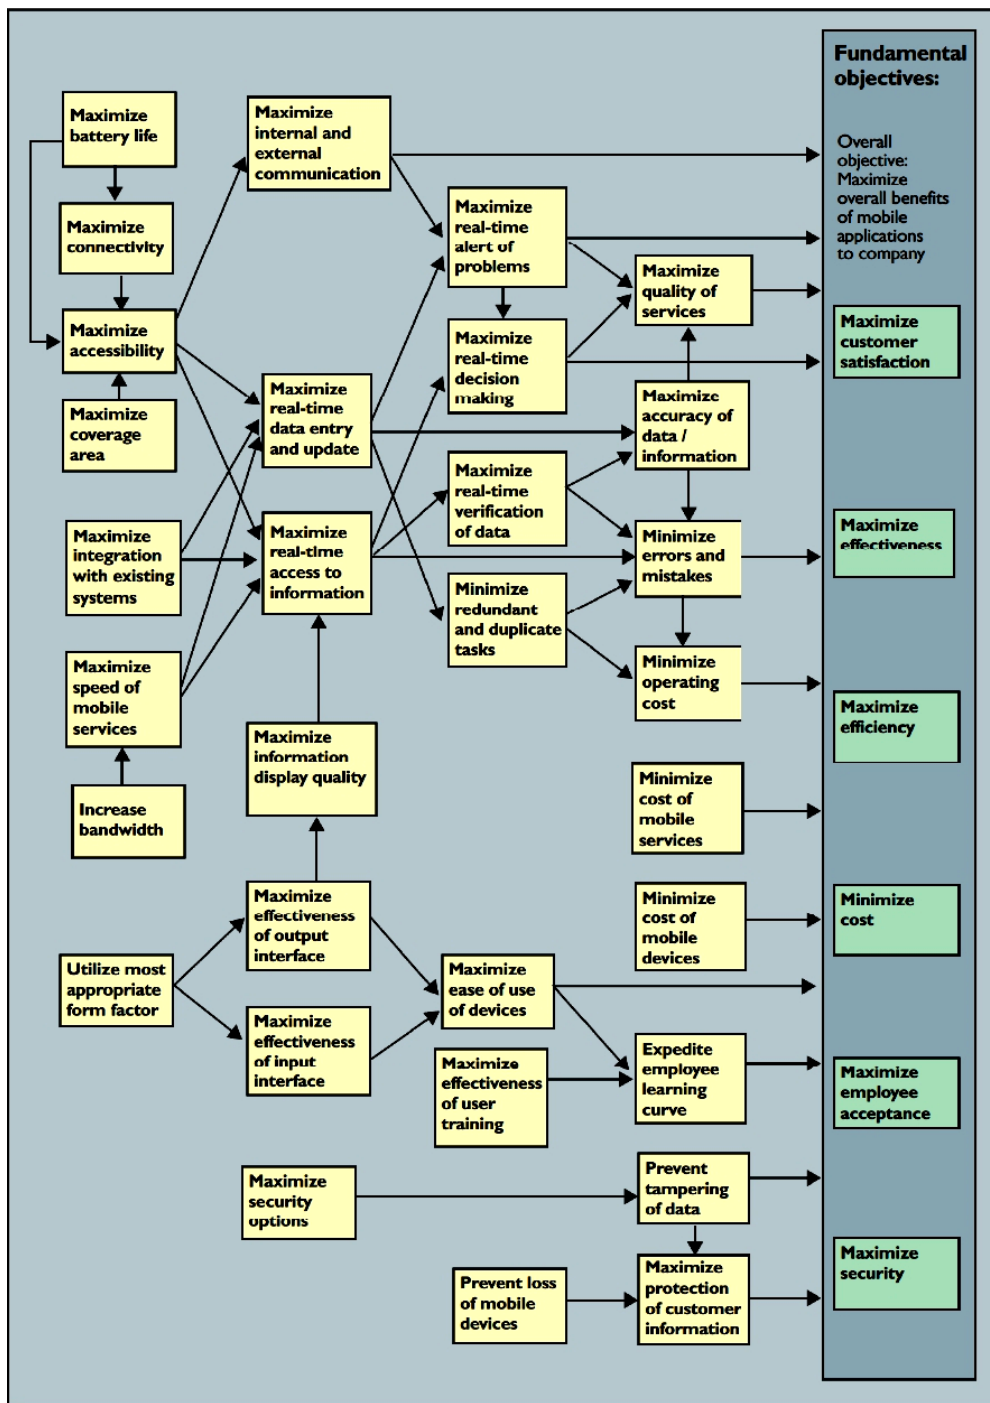 Fundamental
objectives:
Overall
objective:
Maximize
overall benefits
of mobile
applications
to company
Maximize
battery life
Maximize
internal and
external
communication
Maximize
connectivity
Maximize
real-time
alert of
problems
Maximize
quality of
services
Maximize
accessibility
Maximize
real-time
decision
making
Maximize
customer
satisfaction
Maximize
coverage
area
Maximize
real-time
data entry
and update
Maximize
accuracy of
data /
information
Maximize
real-time
verification
of data
Maximize
integration
with existing
systems
Maximize
real-time
access to
information
Minimize
errors and
mistakes
Maximize
effectiveness
Minimize
redundant
and duplicate
tasks
Maximize
speed of
mobile
services
Minimize
operating
cost
Maximize
efficiency
Maximize
information
display quality
Increase
bandwidth
Minimize
cost of
mobile
services
Maximize
effectiveness
of output
interface
Minimize
cost of
mobile
devices
Minimize
cost
Utilize most
appropriate
form factor
Maximize
ease of use
of devices
Maximize
effectiveness
of input
interface
Maximize
effectiveness
of user
training
Expedite
employee
learning
curve
Maximize
employee
acceptance
Maximize
security
options
Prevent
tampering
of data
Prevent loss
of mobile
devices
Maximize
protection
of customer
information
Maximize
security